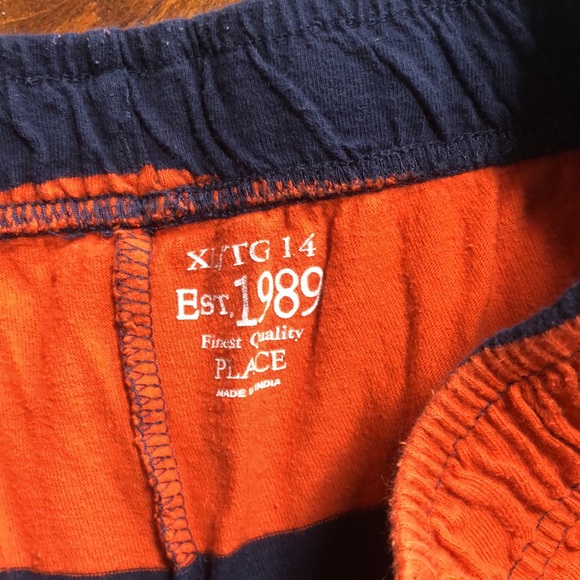 XL/TG 14
EST. 1989
Finest Quality
PLACE
MADE IN INDIA